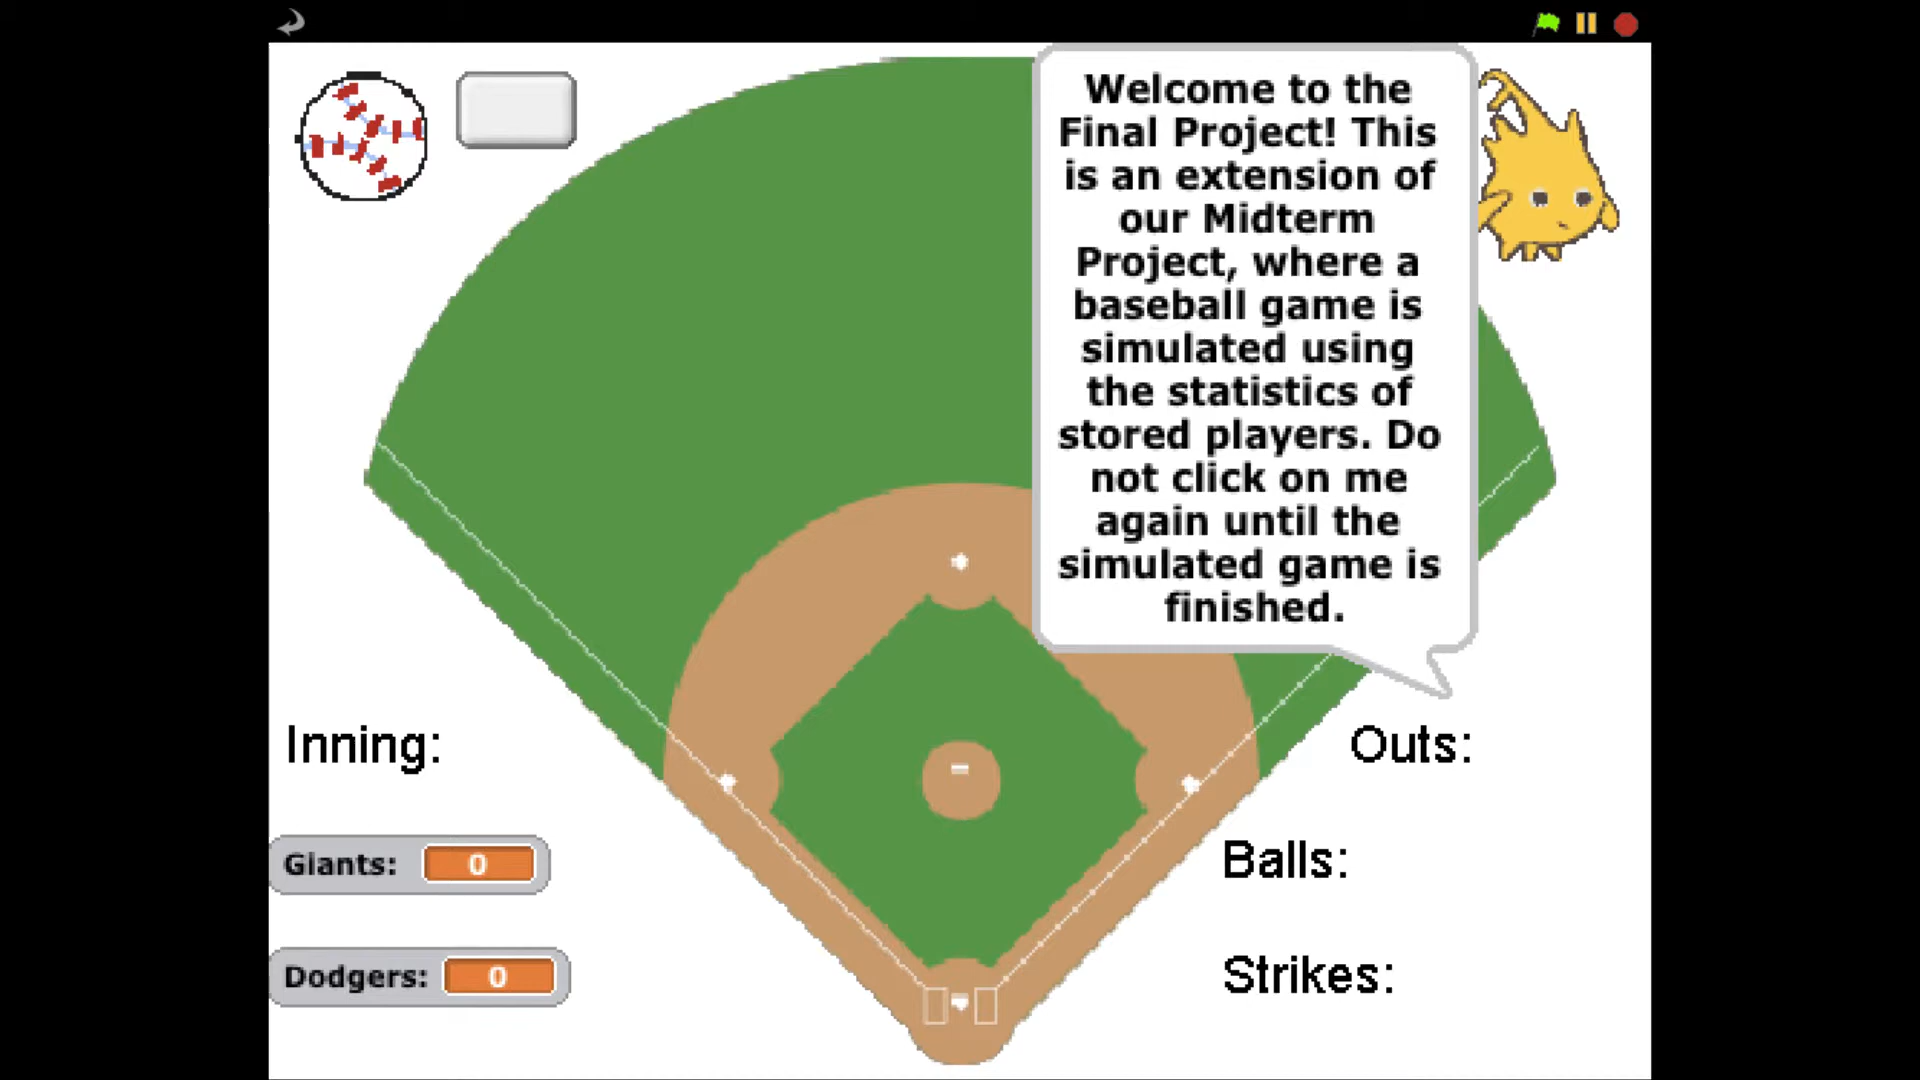 Welcome to the
Final Project! This
is an extension of
our Midterm
Project, where a
baseball game is
simulated using
the statistics of
stored players. Do
not click on me
again until the
simulated game is
finished.
Inning:
Outs:
Giants: 0
Balls:
Dodgers: 0
Strikes: